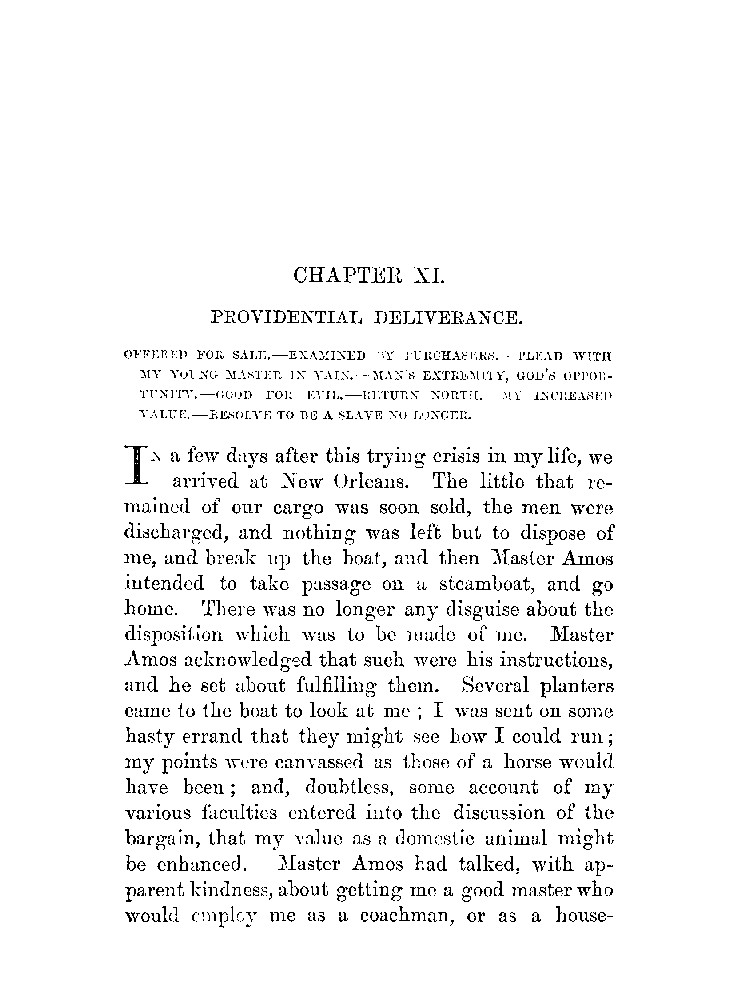 CHAPTER XI.
PROVIDENTIAL DELIVERANCE.
OFFERED FOR SALE.—EXAMINED BY PURCHASERS.—PLEAD WITH
MY YOUNG MASTER IN VAIN.—MAN'S EXTREMITY, GOD'S OPPOR-
TUNITY.—GOOD FOR EVIL.—RETURN NORTH. MY INCREASED
VALUE.—RESOLVE TO BE A SLAVE NO LONGER.
IN a few days after this trying crisis in my life, we
arrived at New Orleans. The little that re-
mained of our cargo was soon sold, the men were
discharged, and nothing was left but to dispose of
me, and break up the boat, and then Master Amos
intended to take passage on a steamboat, and go
home. There was no longer any disguise about the
disposition which was to be made of me. Master
Amos acknowledged that such were his instructions,
and he set about fulfilling them. Several planters
came to the boat to look at me ; I was sent on some
hasty errand that they might see how I could run ;
my points were canvassed as those of a horse would
have been ; and, doubtless, some account of my
various faculties entered into the discussion of the
bargain, that my value as a domestic animal might
be enhanced. Master Amos had talked, with ap-
parent kindness, about getting me a good master who
would employ me as a coachman, or as a house-